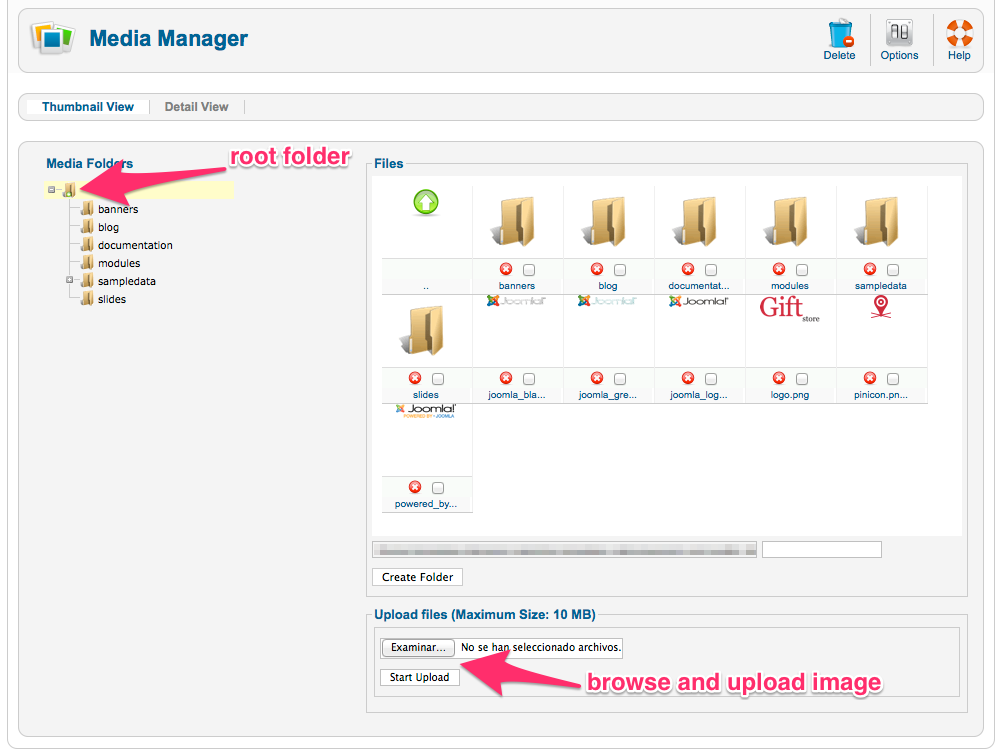 Media Manager
Delete
Options
Help
Thumbnail View
Detail View
Media Folders
root folder
banners
blog
documentation
modules
sampledata
slides
Files
..
banners
blog
documentat...
modules
sampledata
Joomla!
Joomla!
Joomla!
Gift
store
slides
joomla_bla...
joomla_gre...
joomla_log...
logo.png
pinicon.pn...
Joomla!
POWERED BY JOOMLA
powered_by...
Create Folder
Upload files (Maximum Size: 10 MB)
Examinar... No se han seleccionado archivos.
Start Upload
browse and upload image